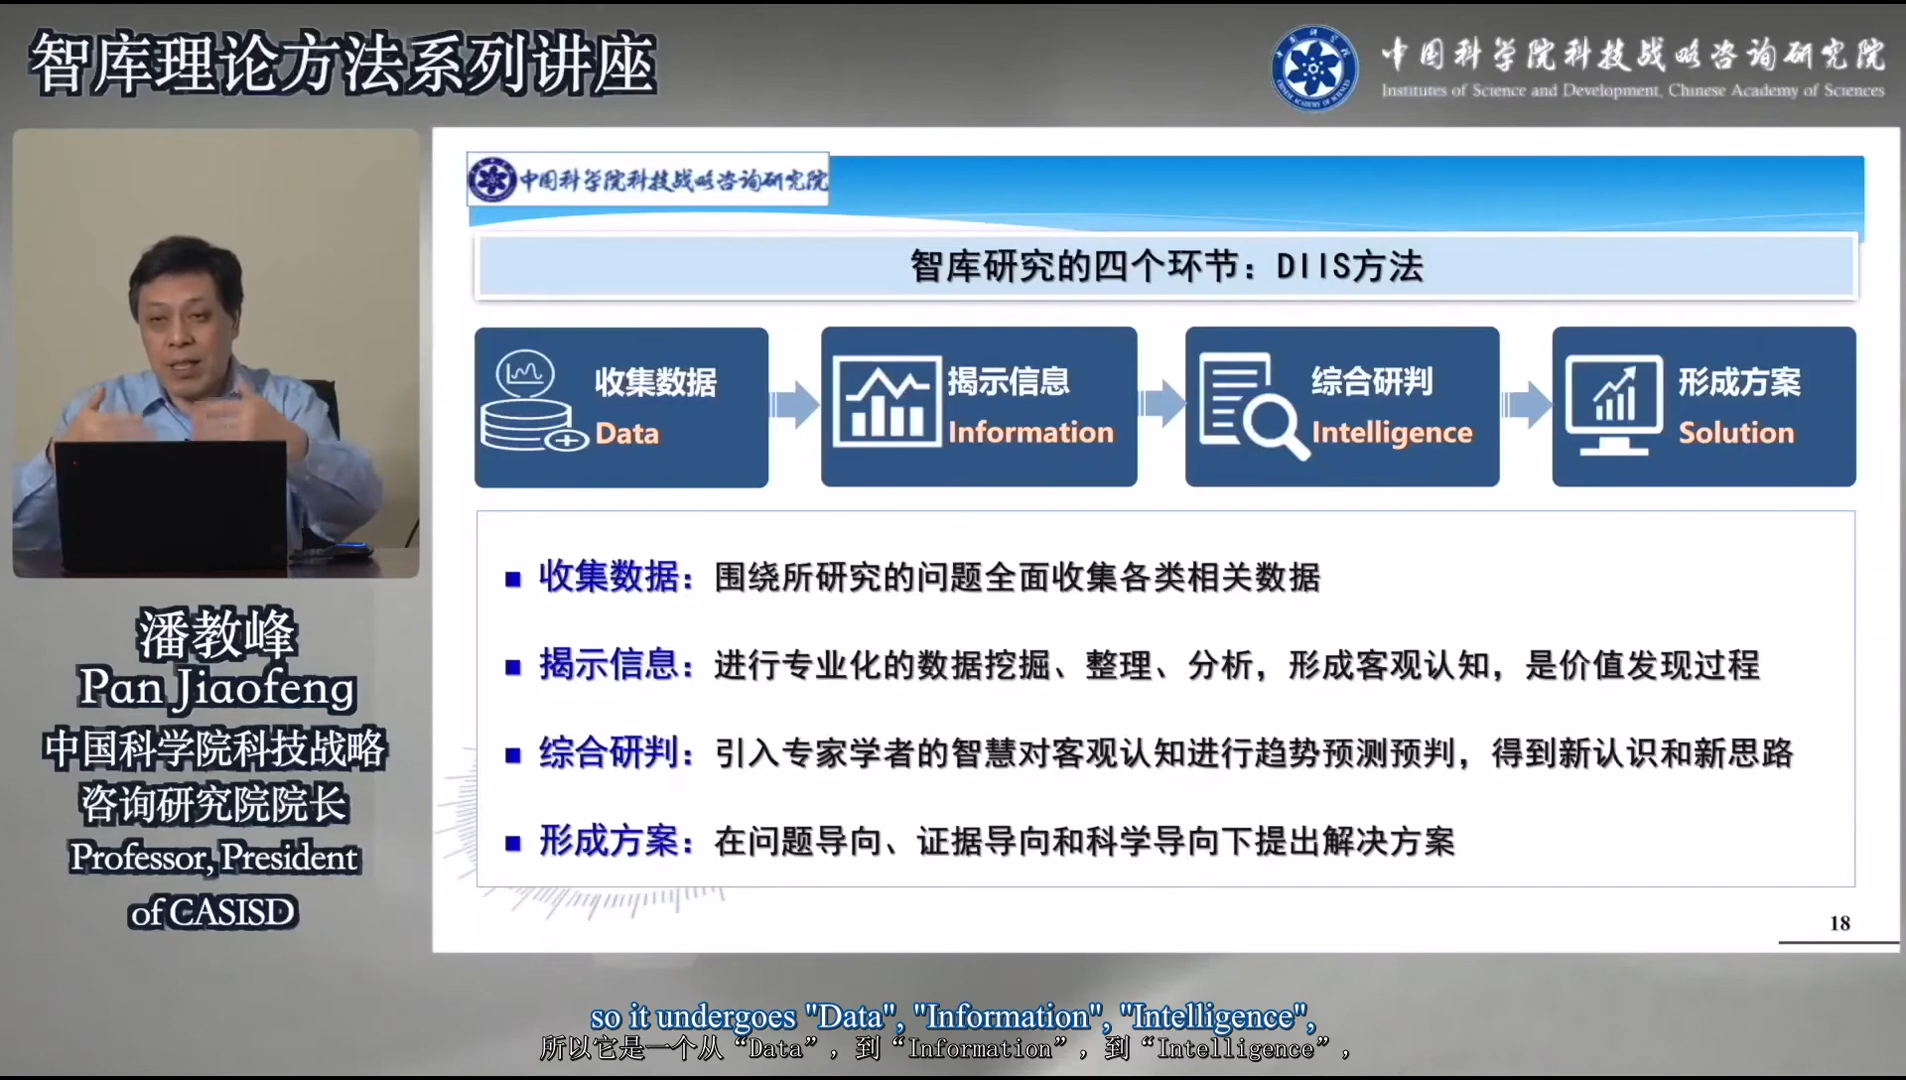 智库理论方法系列讲座
中国科学院科技战略咨询研究院
Institutes of Science and Development, Chinese Academy of Sciences
中国科学院科技战略咨询研究院
智库研究的四个环节：DIIS方法
收集数据
Data
揭示信息
Information
综合研判
Intelligence
形成方案
Solution
■ 收集数据：围绕所研究的问题全面收集各类相关数据
■ 揭示信息：进行专业化的数据挖掘、整理、分析，形成客观认知，是价值发现过程
■ 综合研判：引入专家学者的智慧对客观认知进行趋势预测预判，得到新认识和新思路
■ 形成方案：在问题导向、证据导向和科学导向下提出解决方案
18
潘教峰
Pan Jiaofeng
中国科学院科技战略
咨询研究院院长
Professor, President
of CASISD
so it undergoes "Data", "Information", "Intelligence",
所以它是一个从“Data”，到“Information”，到“Intelligence”，